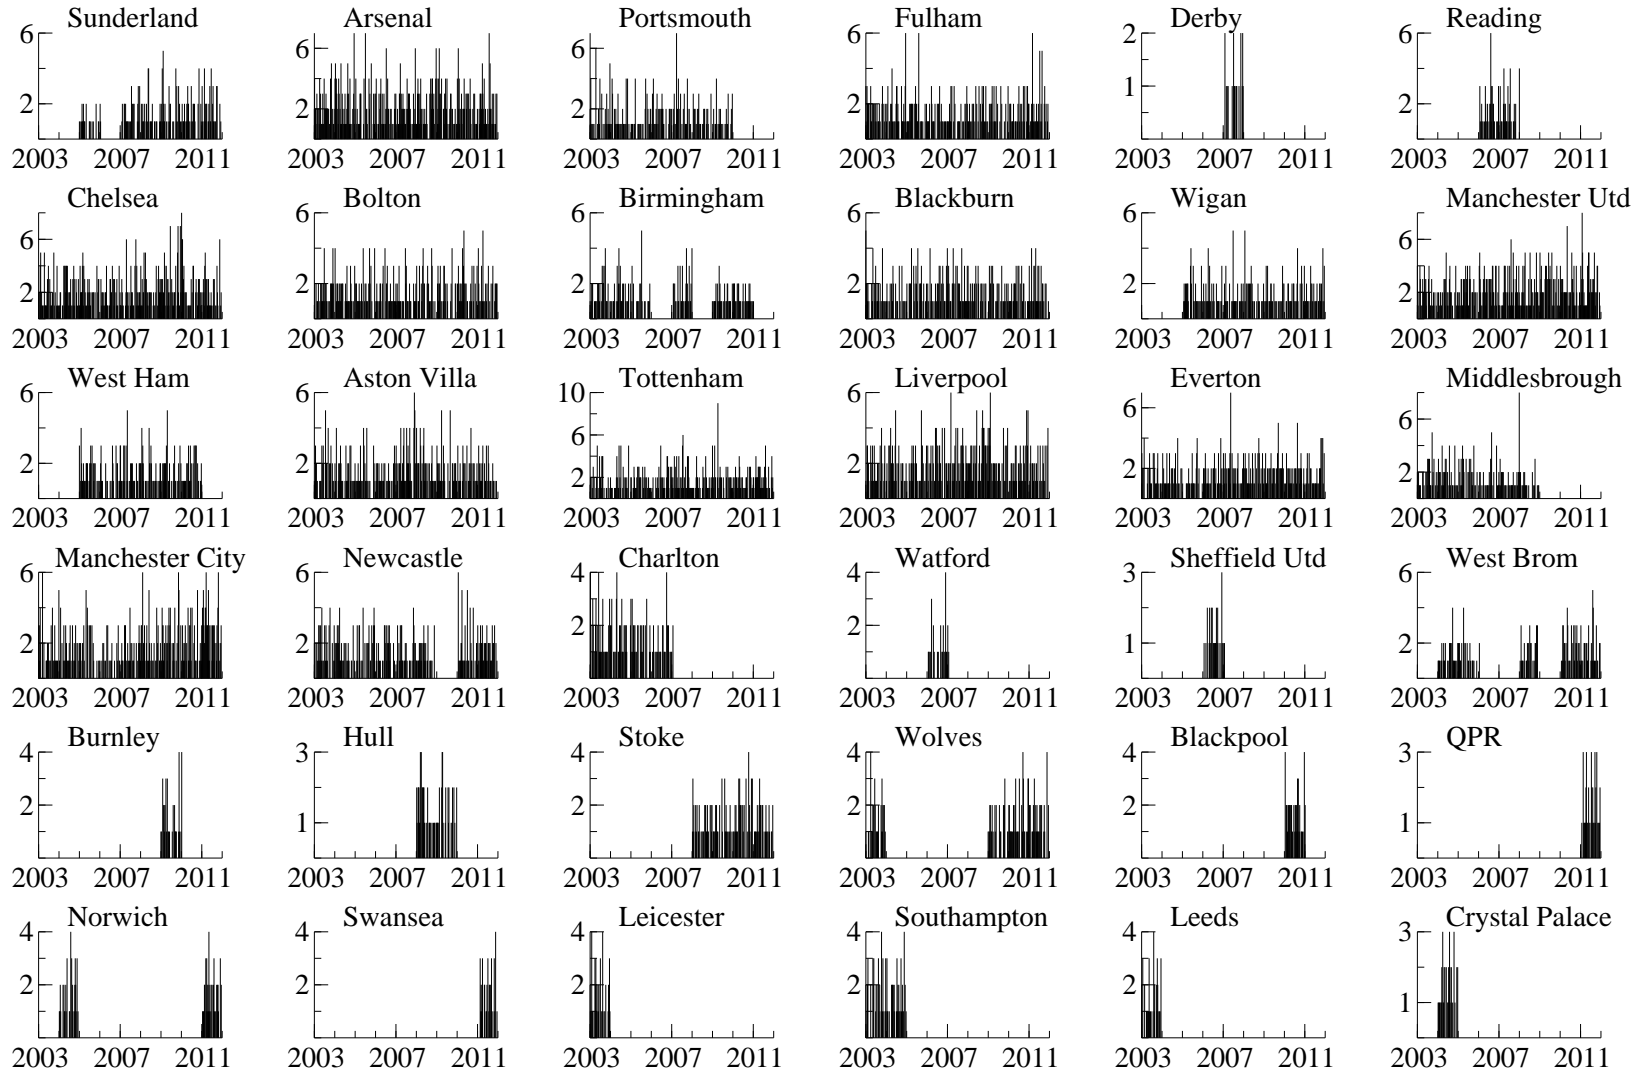 Sunderland Arsenal Portsmouth Fulham Derby Reading
6 6 6 6 2 6
2 2 2 2 1 2
2003 2007 2011 2003 2007 2011 2003 2007 2011 2003 2007 2011 2003 2007 2011 2003 2007 2011
Chelsea Bolton Birmingham Blackburn Wigan Manchester Utd
6 6 6 6 6 6
2 2 2 2 2 2
2003 2007 2011 2003 2007 2011 2003 2007 2011 2003 2007 2011 2003 2007 2011 2003 2007 2011
West Ham Aston Villa Tottenham Liverpool Everton Middlesbrough
6 6 10 6 6 6
6
2 2 2 2 2 2
2003 2007 2011 2003 2007 2011 2003 2007 2011 2003 2007 2011 2003 2007 2011 2003 2007 2011
Manchester City Newcastle Charlton Watford Sheffield Utd West Brom
6 6 4 4 3 6
2 2 2 2 1 2
2003 2007 2011 2003 2007 2011 2003 2007 2011 2003 2007 2011 2003 2007 2011 2003 2007 2011
Burnley Hull Stoke Wolves Blackpool QPR
4 3 4 4 4 3
2 1 2 2 2 1
2003 2007 2011 2003 2007 2011 2003 2007 2011 2003 2007 2011 2003 2007 2011 2003 2007 2011
Norwich Swansea Leicester Southampton Leeds Crystal Palace
4 4 4 4 4 3
2 2 2 2 2 1
2003 2007 2011 2003 2007 2011 2003 2007 2011 2003 2007 2011 2003 2007 2011 2003 2007 2011